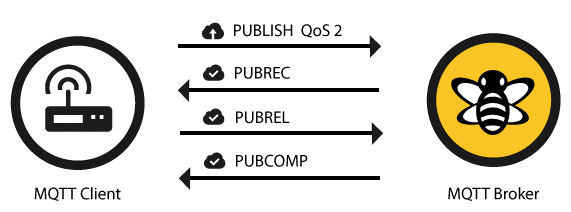 PUBLISH QoS 2
PUBREC
PUBREL
PUBCOMP
MQTT Client
MQTT Broker